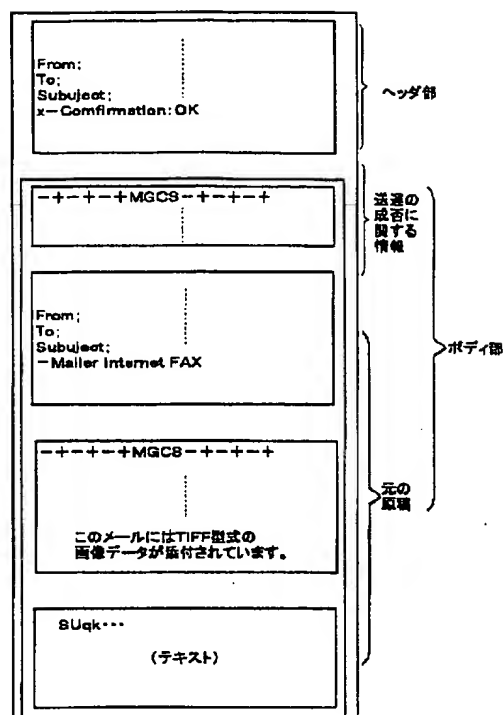 From;
To;
Subuject;
x－Comfirmation:OK
ヘッダ部
－＋－＋－＋MGCS－＋－＋－＋
送達の
成否に
関する
情報
From;
To;
Subuject;
－Mailer Internet FAX
ボディ部
－＋－＋－＋MGCS－＋－＋－＋
このメールにはTIFF型式の
画像データが添付されています。
元の
原稿
SUqk･･･
(テキスト)